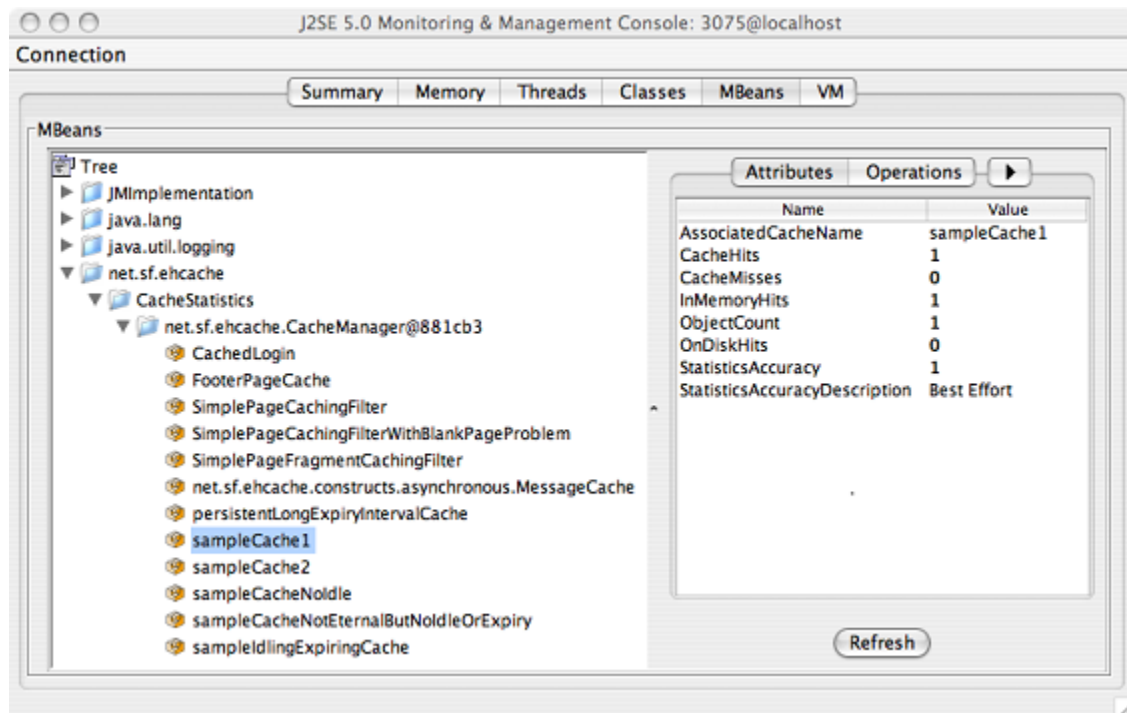 J2SE 5.0 Monitoring & Management Console: 3075@localhost
Connection
Summary Memory Threads Classes MBeans VM
MBeans
Tree
JMImplementation
java.lang
java.util.logging
net.sf.ehcache
CacheStatistics
net.sf.ehcache.CacheManager@881cb3
CachedLogin
FooterPageCache
SimplePageCachingFilter
SimplePageCachingFilterWithBlankPageProblem
SimplePageFragmentCachingFilter
net.sf.ehcache.constructs.asynchronous.MessageCache
persistentLongExpiryIntervalCache
sampleCache1
sampleCache2
sampleCacheNoIdle
sampleCacheNotEternalButNoIdleOrExpiry
sampleIdlingExpiringCache
Attributes Operations
Name Value
AssociatedCacheName sampleCache1
CacheHits 1
CacheMisses 0
InMemoryHits 1
ObjectCount 1
OnDiskHits 0
StatisticsAccuracy 1
StatisticsAccuracyDescription Best Effort
Refresh